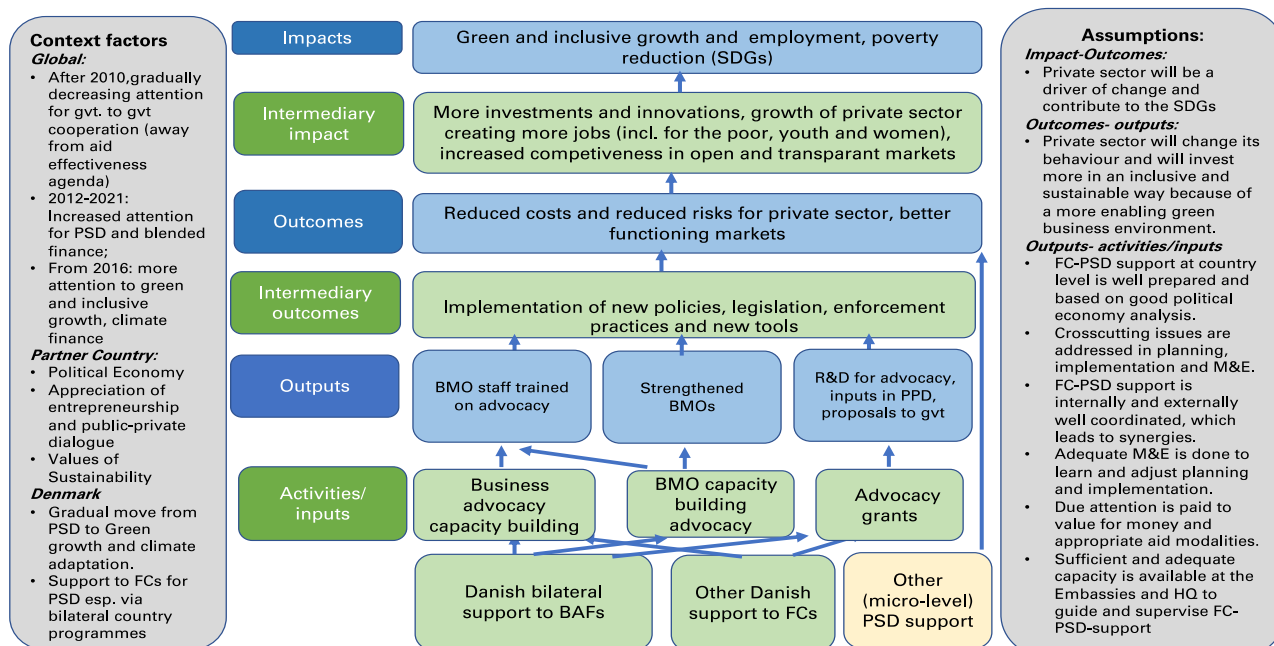 Context factors
Global:
• After 2010,gradually
decreasing attention
for gvt. to gvt
cooperation (away
from aid
effectiveness
agenda)
• 2012-2021:
Increased attention
for PSD and blended
finance;
• From 2016: more
attention to green
and inclusive
growth, climate
finance
Partner Country:
• Political Economy
• Appreciation of
entrepreneurship
and public-private
dialogue
• Values of
Sustainability
Denmark
• Gradual move from
PSD to Green
growth and climate
adaptation.
• Support to FCs for
PSD esp. via
bilateral country
programmes
Impacts
Green and inclusive growth and employment, poverty
reduction (SDGs)
Intermediary
impact
More investments and innovations, growth of private sector
creating more jobs (incl. for the poor, youth and women),
increased competiveness in open and transparant markets
Outcomes
Reduced costs and reduced risks for private sector, better
functioning markets
Intermediary
outcomes
Implementation of new policies, legislation, enforcement
practices and new tools
Outputs
BMO staff trained
on advocacy
Strengthened
BMOs
R&D for advocacy,
inputs in PPD,
proposals to gvt
Activities/
inputs
Business
advocacy
capacity building
BMO capacity
building
advocacy
Advocacy
grants
Danish bilateral
support to BAFs
Other Danish
support to FCs
Other
(micro-level)
PSD support
Assumptions:
Impact-Outcomes:
• Private sector will be a
driver of change and
contribute to the SDGs
Outcomes- outputs:
• Private sector will change its
behaviour and will invest
more in an inclusive and
sustainable way because of
a more enabling green
business environment.
Outputs- activities/inputs
• FC-PSD support at country
level is well prepared and
based on good political
economy analysis.
• Crosscutting issues are
addressed in planning,
implementation and M&E.
• FC-PSD support is
internally and externally
well coordinated, which
leads to synergies.
• Adequate M&E is done to
learn and adjust planning
and implementation.
• Due attention is paid to
value for money and
appropriate aid modalities.
• Sufficient and adequate
capacity is available at the
Embassies and HQ to
guide and supervise FC-
PSD-support